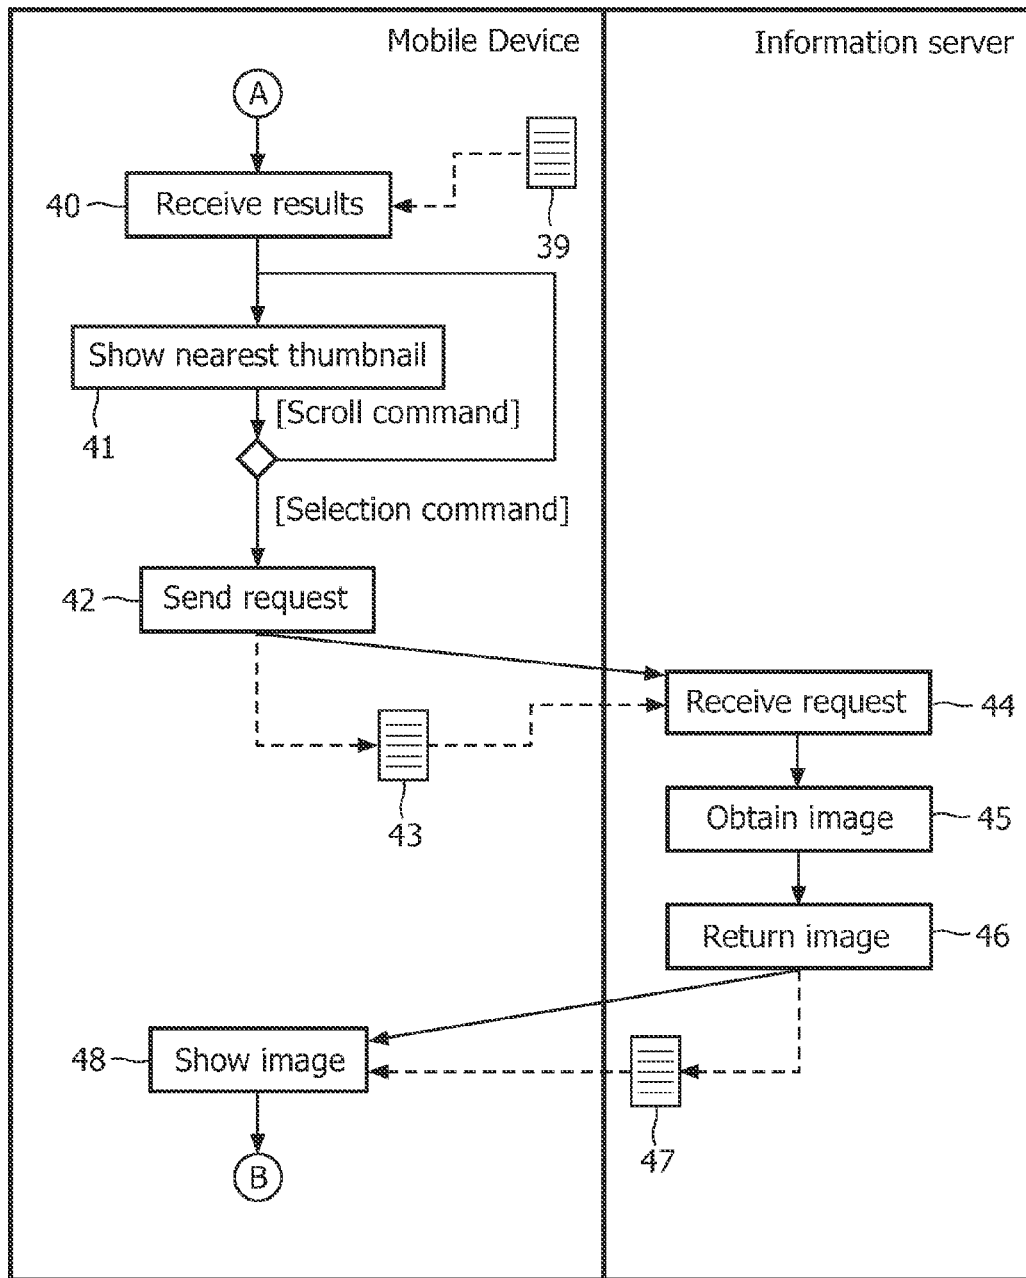 Mobile Device
Information server
A
40
Receive results
39
Show nearest thumbnail
41
[Scroll command]
[Selection command]
42
Send request
Receive request
44
43
Obtain image
45
Return image
46
48
Show image
47
B